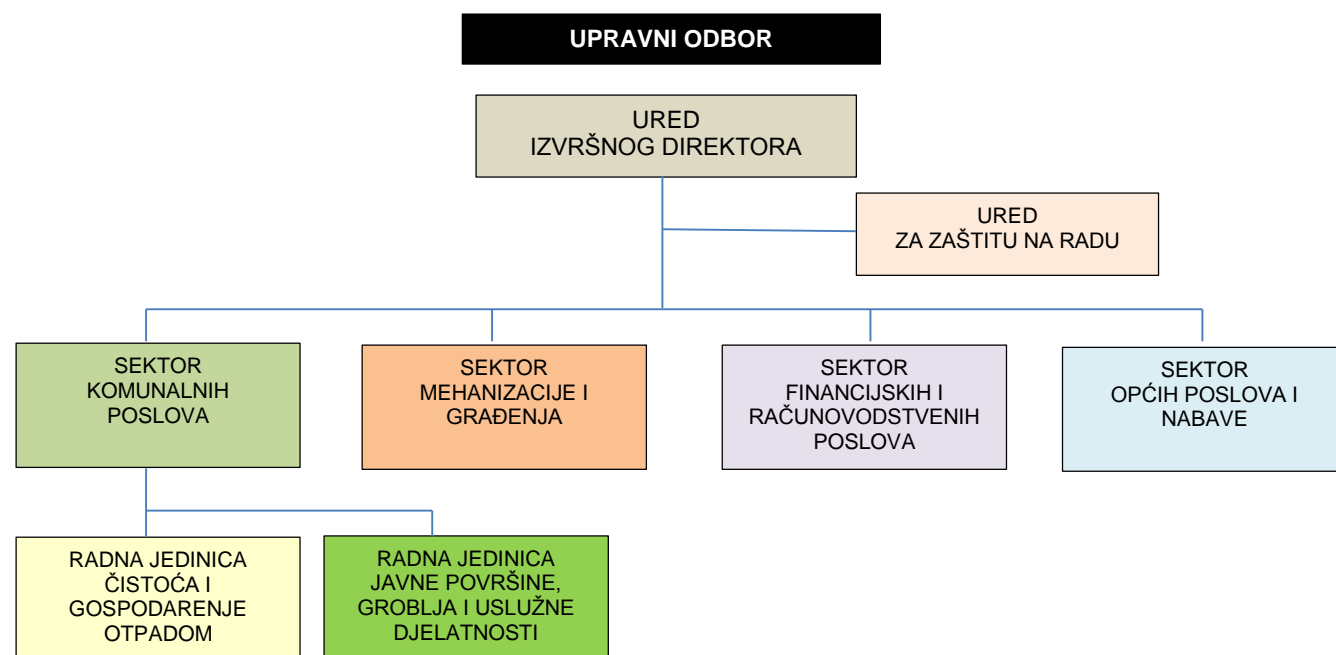 UPRAVNI ODBOR
URED
IZVRŠNOG DIREKTORA
URED
ZA ZAŠTITU NA RADU
SEKTOR
KOMUNALNIH
POSLOVA
SEKTOR
MEHANIZACIJE I
GRAĐENJA
SEKTOR
FINANCIJSKIH I
RAČUNOVODSTVENIH
POSLOVA
SEKTOR
OPĆIH POSLOVA I
NABAVE
RADNA JEDINICA
ČISTOĆA I
GOSPODARENJE
OTPADOM
RADNA JEDINICA
JAVNE POVRŠINE,
GROBLJA I USLUŽNE
DJELATNOSTI